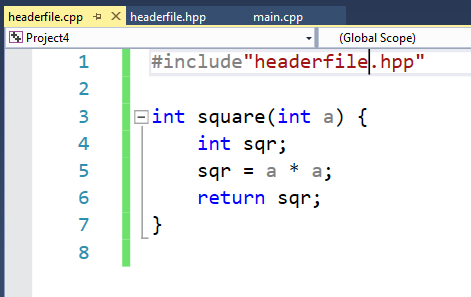 headerfile.cpp headerfile.hpp main.cpp
Project4 (Global Scope)
1 #include"headerfile.hpp"
2
3 int square(int a) {
4 int sqr;
5 sqr = a * a;
6 return sqr;
7 }
8